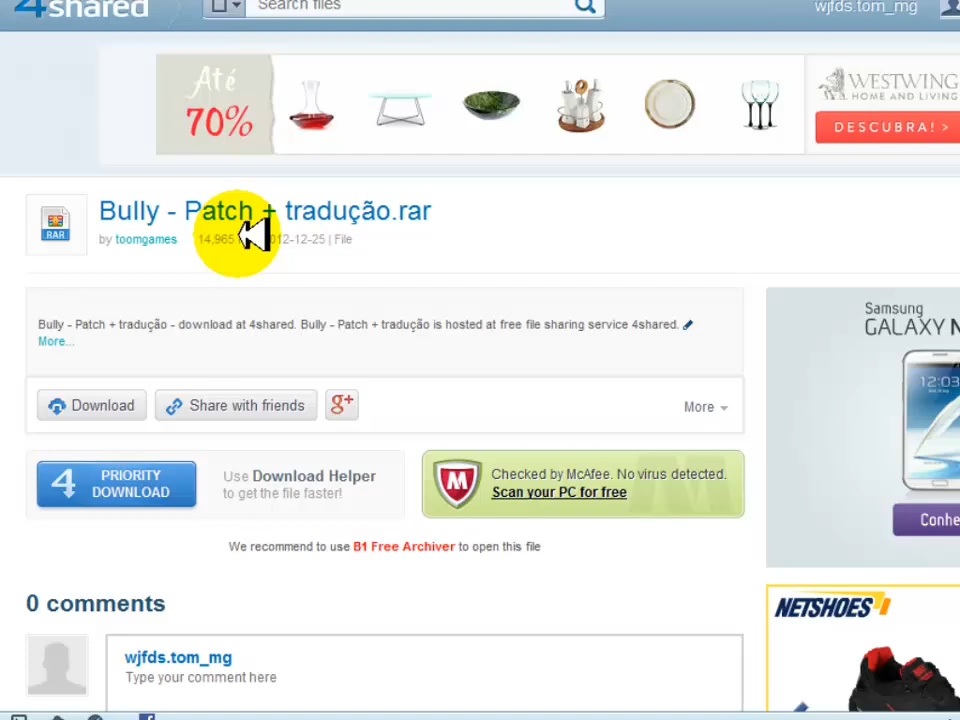 4shared
Search files
wjfds.tom_mg
Até
70%
WESTWING
HOME AND LIVING
DESCUBRA! >
Bully - Patch + tradução.rar
RAR
by toomgames 14,965 012-12-25 | File
Bully - Patch + tradução - download at 4shared. Bully - Patch + tradução is hosted at free file sharing service 4shared.
More...
Samsung
GALAXY N
12:03
Download
Share with friends
g+
More
4 PRIORITY
DOWNLOAD
Use Download Helper
to get the file faster!
Checked by McAfee. No virus detected.
Scan your PC for free
Conhe
We recommend to use B1 Free Archiver to open this file
NETSHOES
0 comments
wjfds.tom_mg
Type your comment here